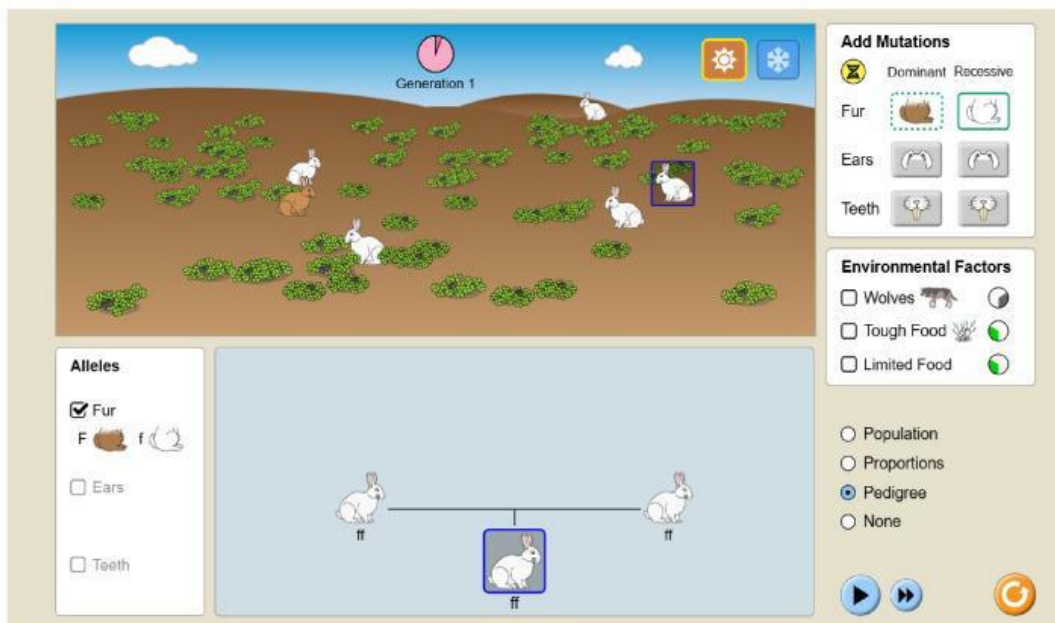 Generation 1
Add Mutations
Dominant Recessive
Fur
Ears
Teeth
Environmental Factors
Wolves
Tough Food
Limited Food
Population
Proportions
Pedigree
None
Alleles
Fur
F f
Ears
Teeth
ff ff
ff